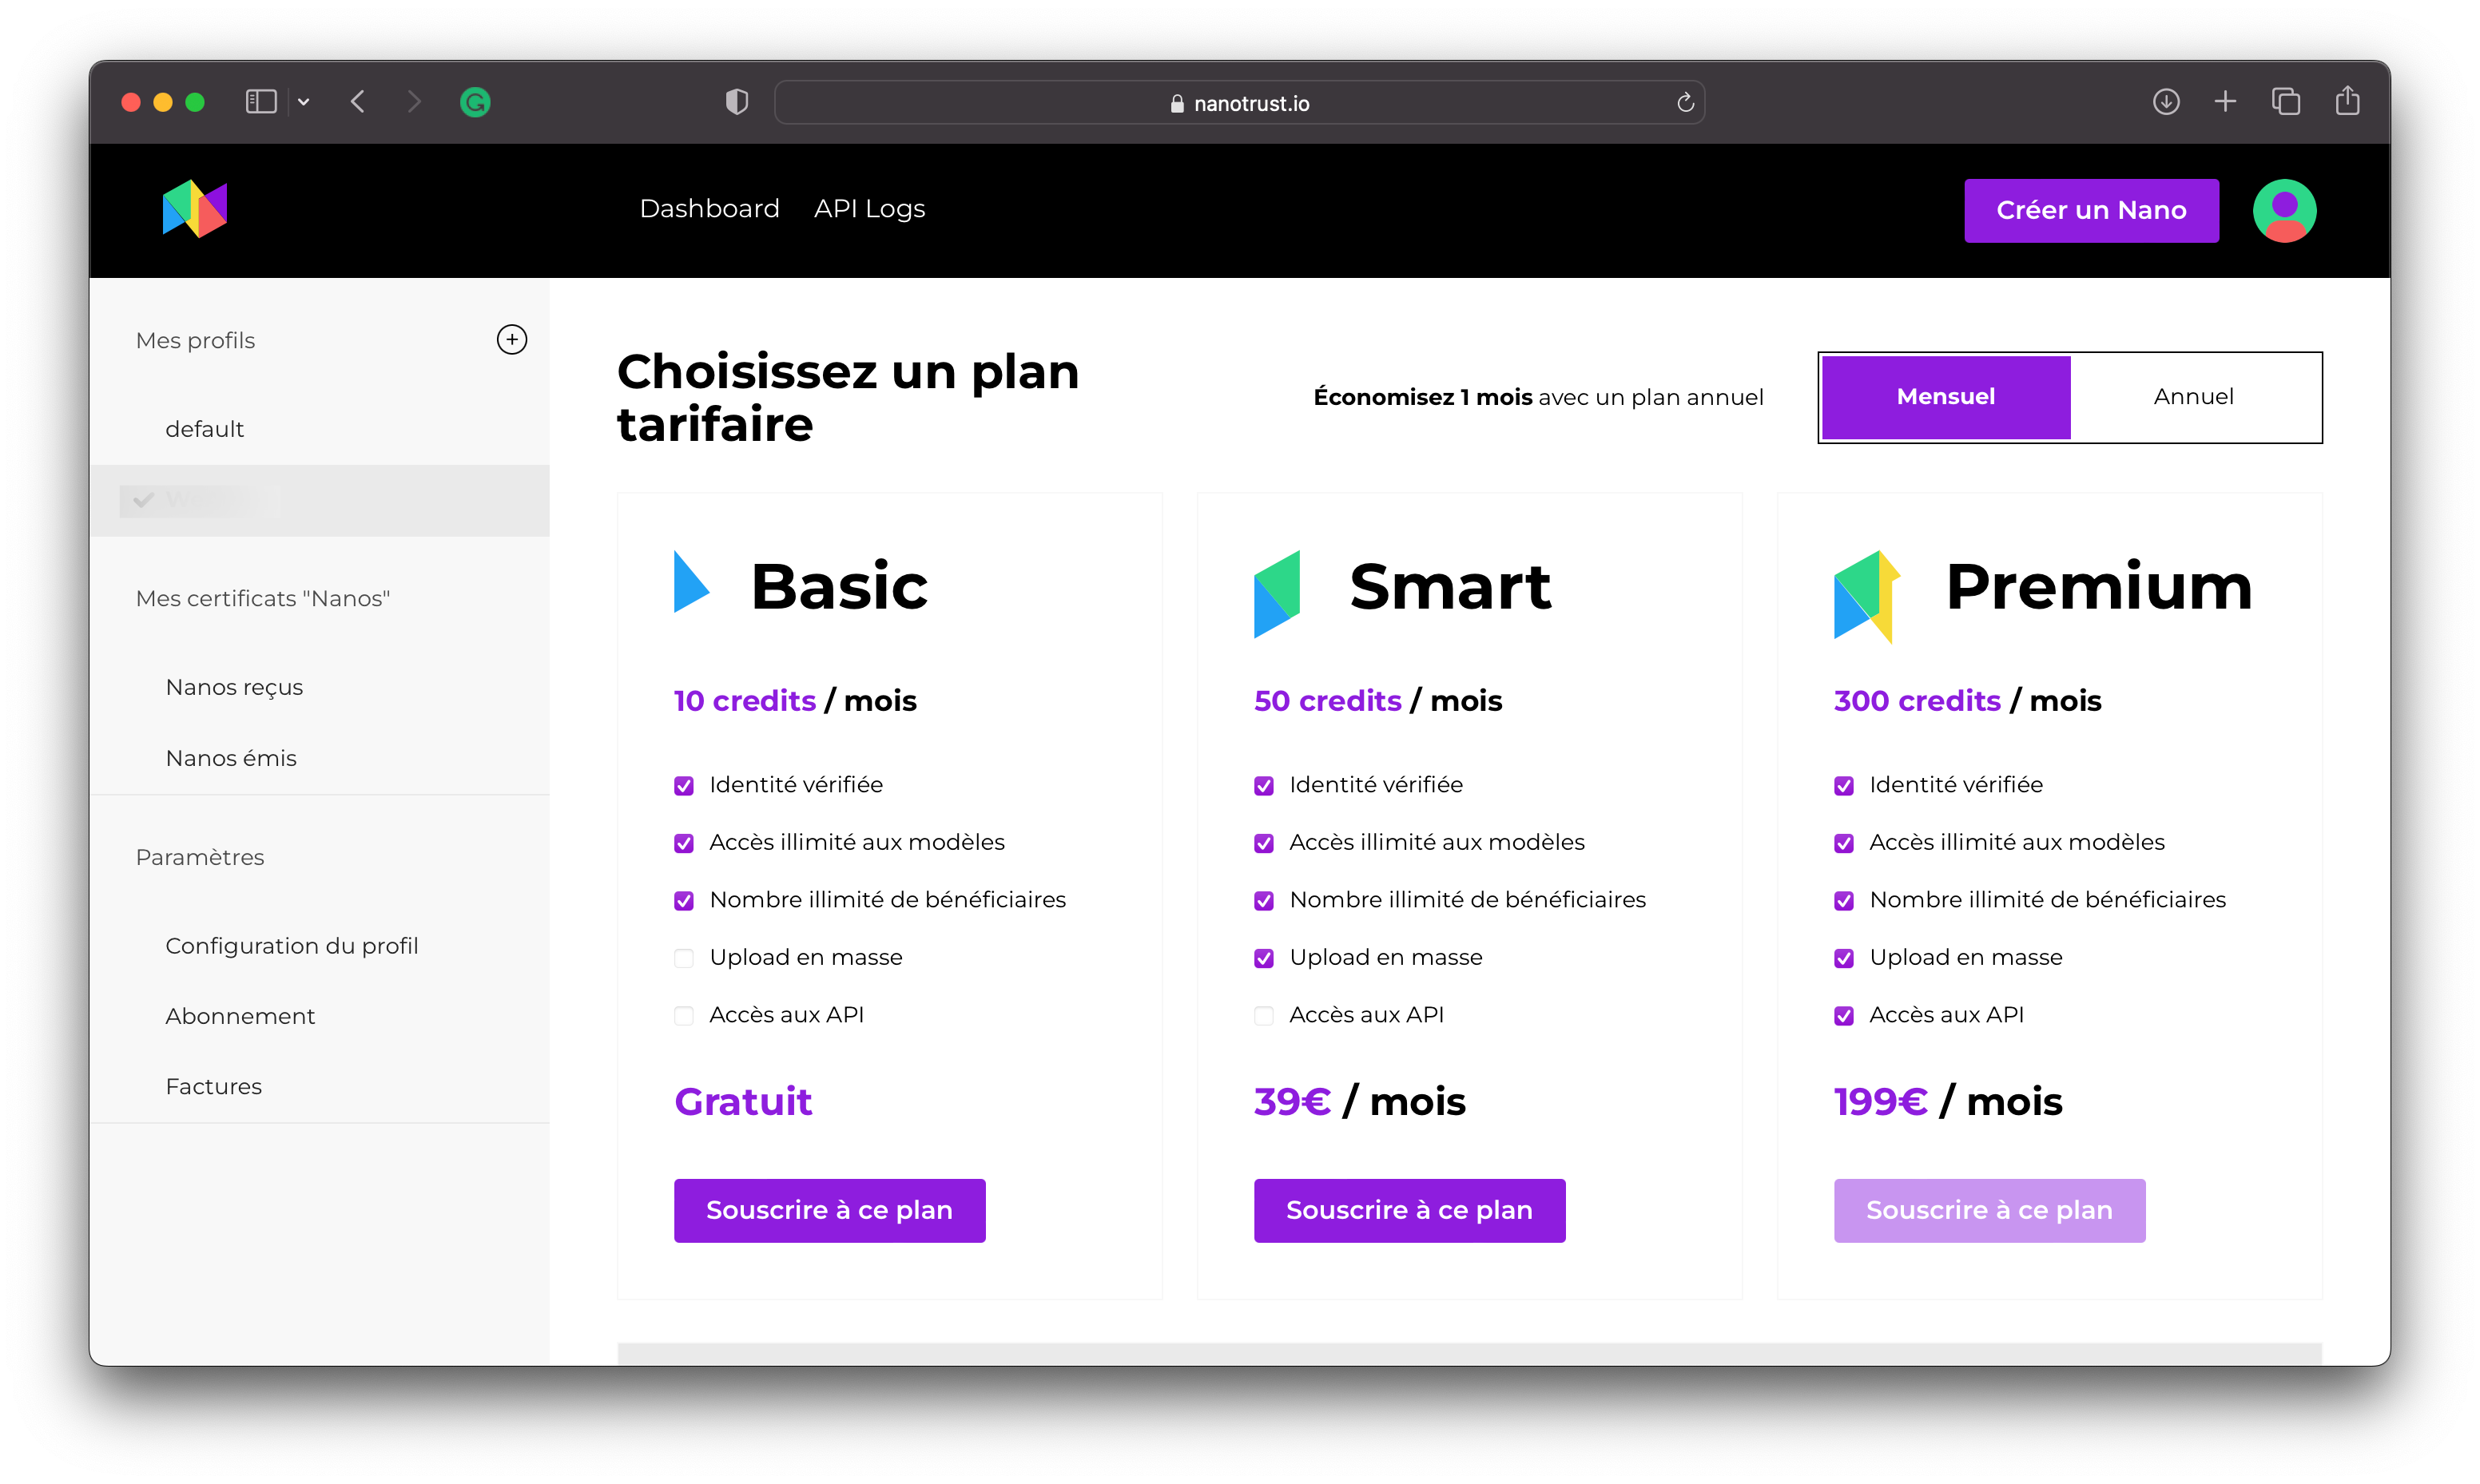 nanotrust.io
Dashboard
API Logs
Créer un Nano
Mes profils
default
Mes certificats "Nanos"
Nanos reçus
Nanos émis
Paramètres
Configuration du profil
Abonnement
Factures
Choisissez un plan
tarifaire
Économisez 1 mois avec un plan annuel
Mensuel
Annuel
Basic
10 credits / mois
Identité vérifiée
Accès illimité aux modèles
Nombre illimité de bénéficiaires
Upload en masse
Accès aux API
Gratuit
Souscrire à ce plan
Smart
50 credits / mois
Identité vérifiée
Accès illimité aux modèles
Nombre illimité de bénéficiaires
Upload en masse
Accès aux API
39€ / mois
Souscrire à ce plan
Premium
300 credits / mois
Identité vérifiée
Accès illimité aux modèles
Nombre illimité de bénéficiaires
Upload en masse
Accès aux API
199€ / mois
Souscrire à ce plan